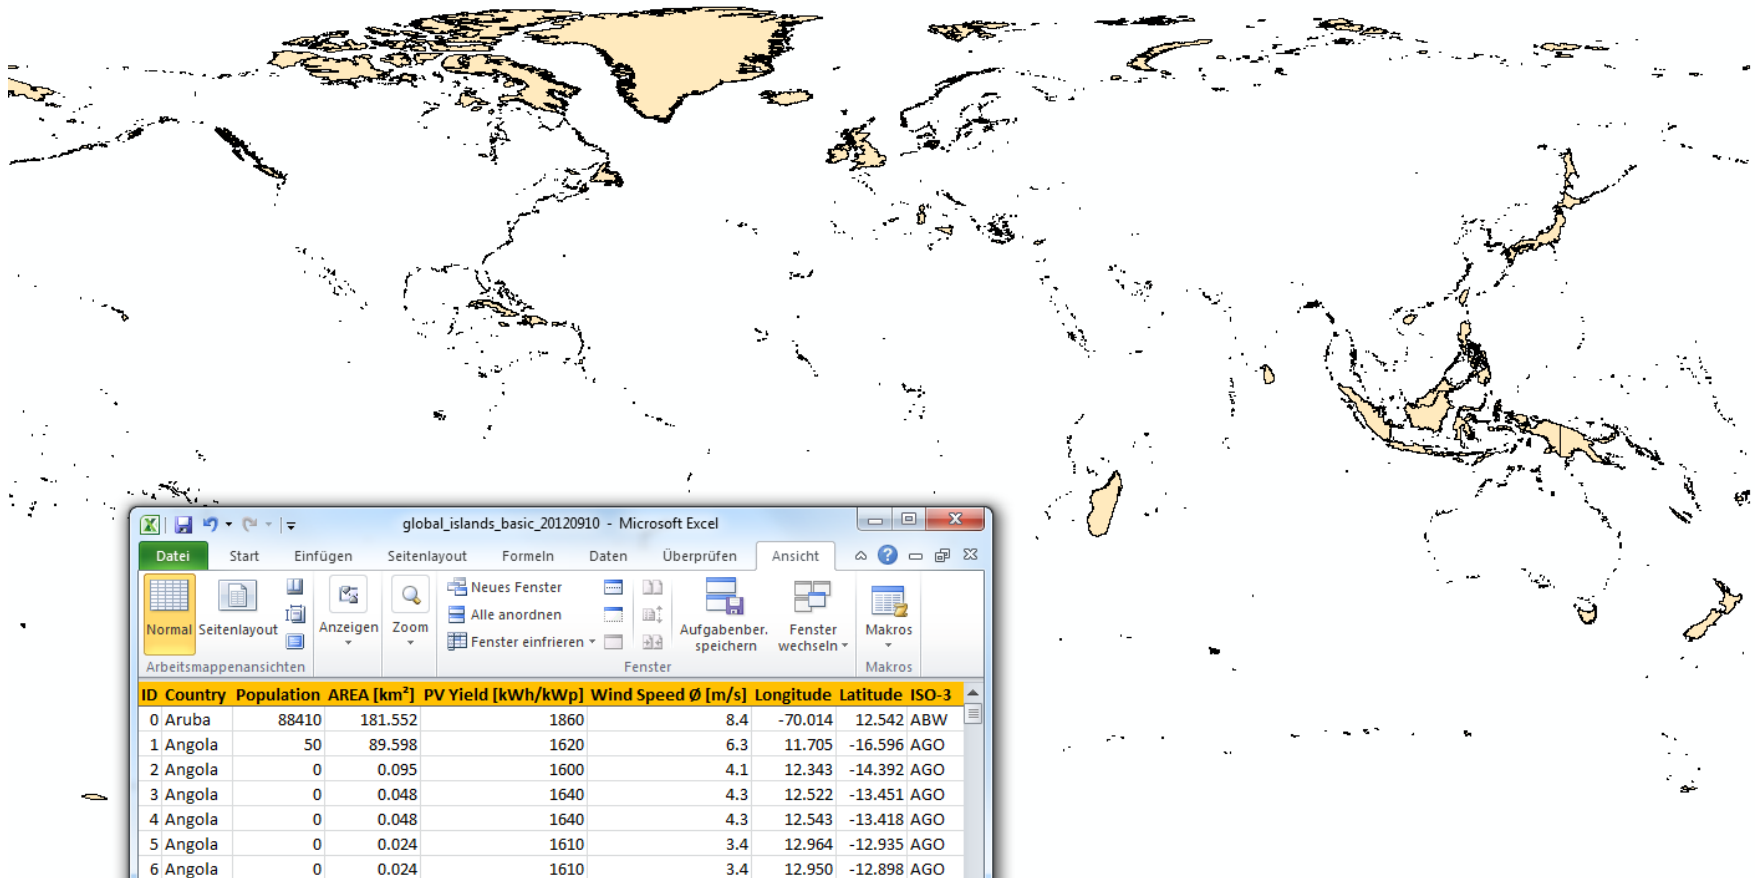 global_islands_basic_20120910 - Microsoft Excel
Datei Start Einfügen Seitenlayout Formeln Daten Überprüfen Ansicht
Normal Seitenlayout Anzeigen Zoom Neues Fenster Alle anordnen Fenster einfrieren Aufgabenber. speichern Fenster wechseln Makros
Arbeitsmappenansichten Fenster Makros
ID Country Population AREA [km²] PV Yield [kWh/kWp] Wind Speed Ø [m/s] Longitude Latitude ISO-3
0 Aruba 88410 181.552 1860 8.4 -70.014 12.542 ABW
1 Angola 50 89.598 1620 6.3 11.705 -16.596 AGO
2 Angola 0 0.095 1600 4.1 12.343 -14.392 AGO
3 Angola 0 0.048 1640 4.3 12.522 -13.451 AGO
4 Angola 0 0.048 1640 4.3 12.543 -13.418 AGO
5 Angola 0 0.024 1610 3.4 12.964 -12.935 AGO
6 Angola 0 0.024 1610 3.4 12.950 -12.898 AGO